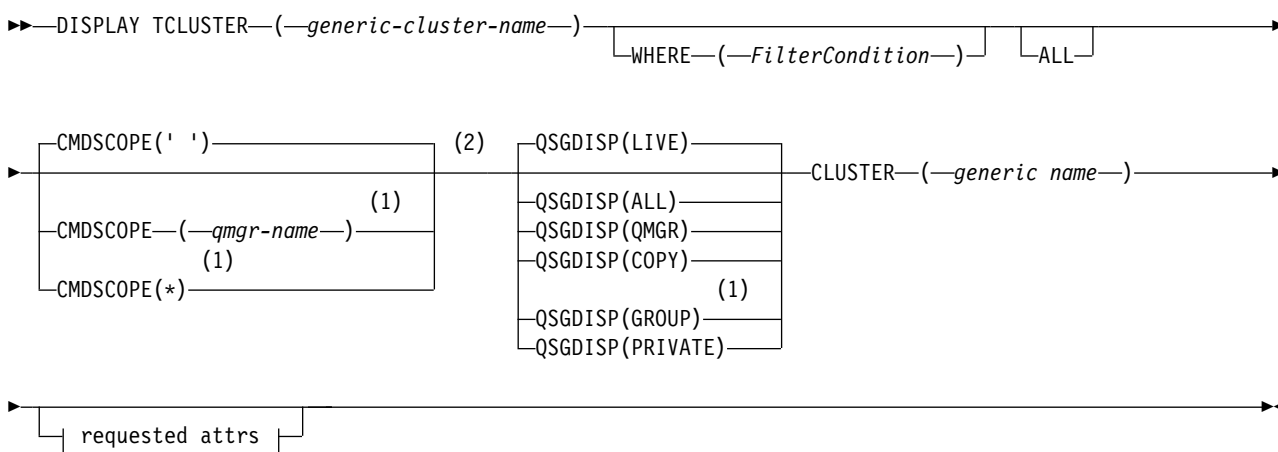 DISPLAY TCLUSTER ( generic-cluster-name )
WHERE ( FilterCondition ) ALL
CMDSCOPE(' ') (2) QSGDISP(LIVE)
CLUSTER ( generic name )
(1) QSGDISP(ALL)
CMDSCOPE ( qmgr-name ) QSGDISP(QMGR)
(1) QSGDISP(COPY)
CMDSCOPE(*) (1)
QSGDISP(GROUP)
QSGDISP(PRIVATE)
requested attrs